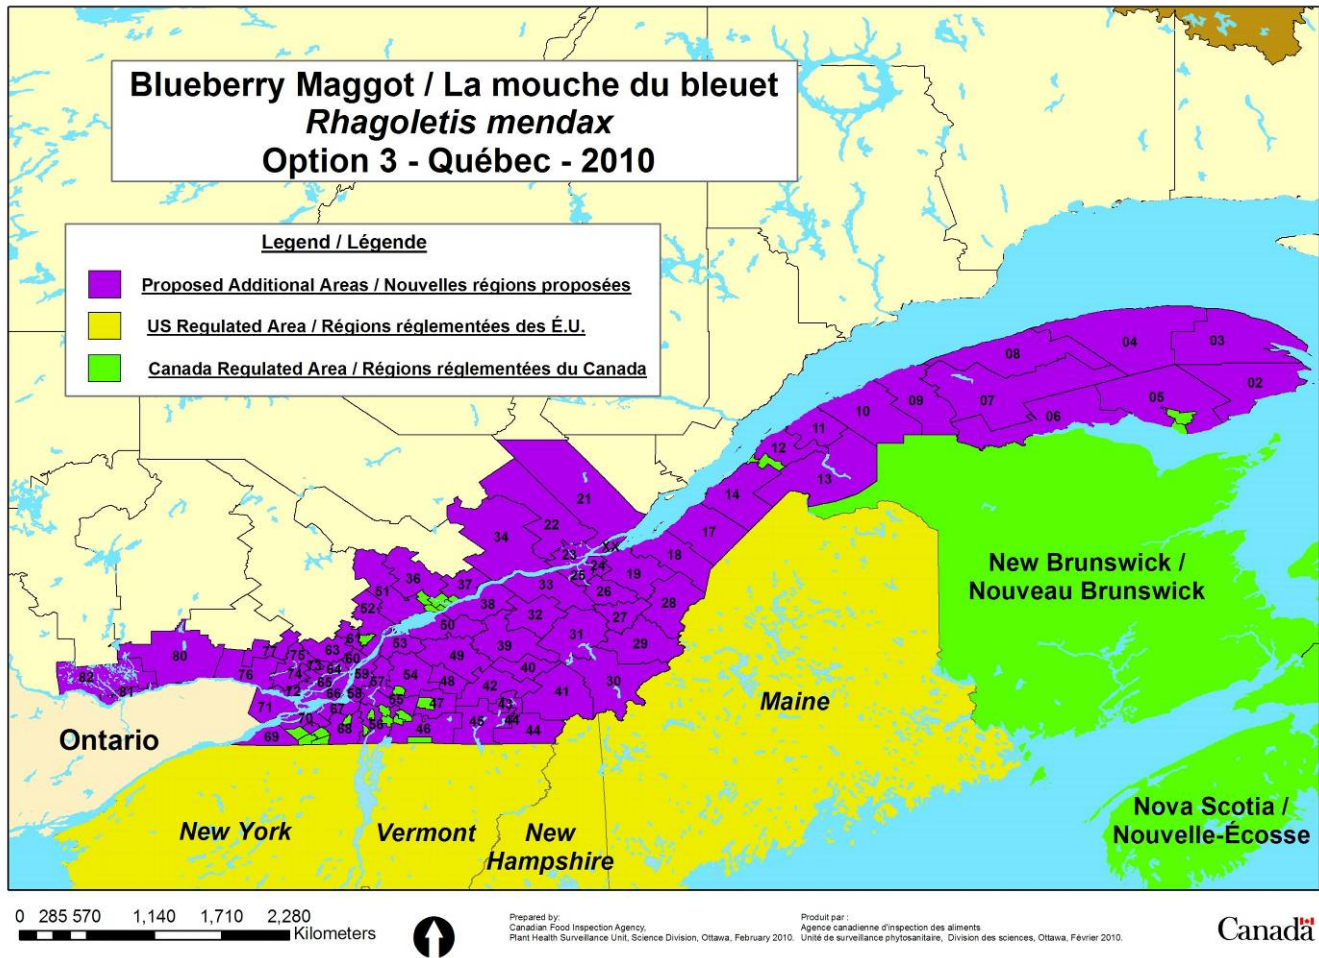 Blueberry Maggot / La mouche du bleuet
Rhagoletis mendax
Option 3 - Québec - 2010
Legend / Légende
Proposed Additional Areas / Nouvelles régions proposées
US Regulated Area / Régions réglementées des É.U.
Canada Regulated Area / Régions réglementées du Canada
04
03
08
02
05
07
06
09
10
11
12
13
14
17
21
22
34
23
XX
24
25
18
19
33
26
36
37
51
52
38
32
27
28
50
31
29
61
53
39
63
60
49
40
30
77
75
73
64
80
76
74
65
59
57
54
48
42
41
82
81
72
66
58
55
47
43
71
67
70
68
56
46
45
44
44
69
Ontario
New Brunswick /
Nouveau Brunswick
Maine
Nova Scotia /
Nouvelle-Écosse
New York
Vermont
New
Hampshire
0 285 570 1,140 1,710 2,280
Kilometers
Prepared by:
Canadian Food Inspection Agency,
Plant Health Surveillance Unit, Science Division, Ottawa, February 2010.
Produit par :
Agence canadienne d'inspection des aliments
Unité de surveillance phytosanitaire, Division des sciences, Ottawa, Février 2010.
Canada